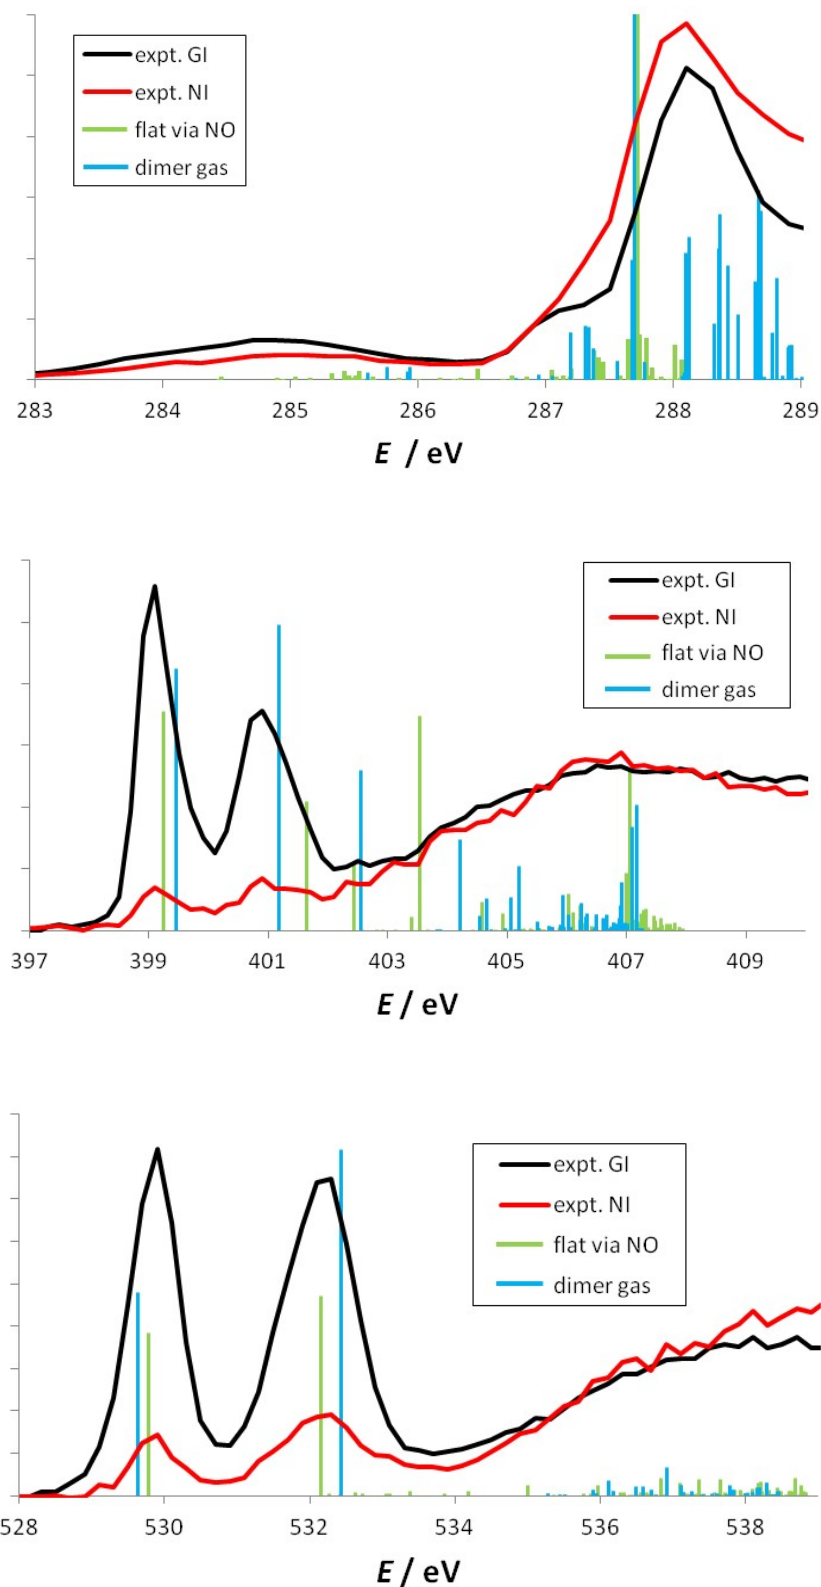 expt. GI
expt. NI
flat via NO
dimer gas
283 284 285 286 287 288 289
E / eV
expt. GI
expt. NI
flat via NO
dimer gas
397 399 401 403 405 407 409
E / eV
expt. GI
expt. NI
flat via NO
dimer gas
528 530 532 534 536 538
E / eV